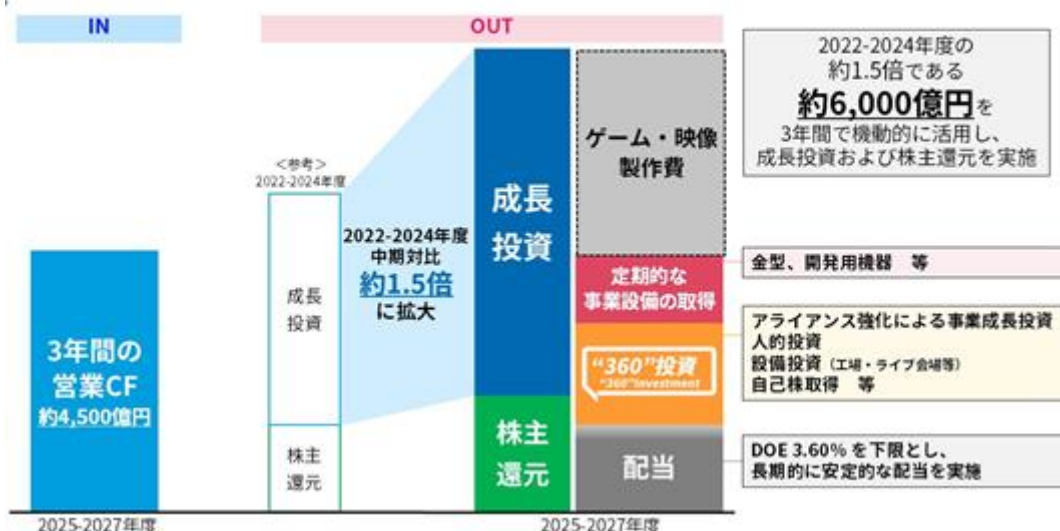 IN
OUT
3年間の
営業CF
約4,500億円
2025-2027年度
<参考>
2022-2024年度
成長
投資
株主
還元
2022-2024年度
中期対比
約1.5倍
に拡大
成長
投資
株主
還元
ゲーム・映像
製作費
定期的な
事業設備の取得
“360”投資
“360”Investment
配当
2025-2027年度
2022-2024年度の
約1.5倍である
約6,000億円を
3年間で機動的に活用し、
成長投資および株主還元を実施
金型、開発用機器 等
アライアンス強化による事業成長投資
人的投資
設備投資（工場・ライブ会場等）
自己株取得 等
DOE 3.60% を下限とし、
長期的に安定的な配当を実施